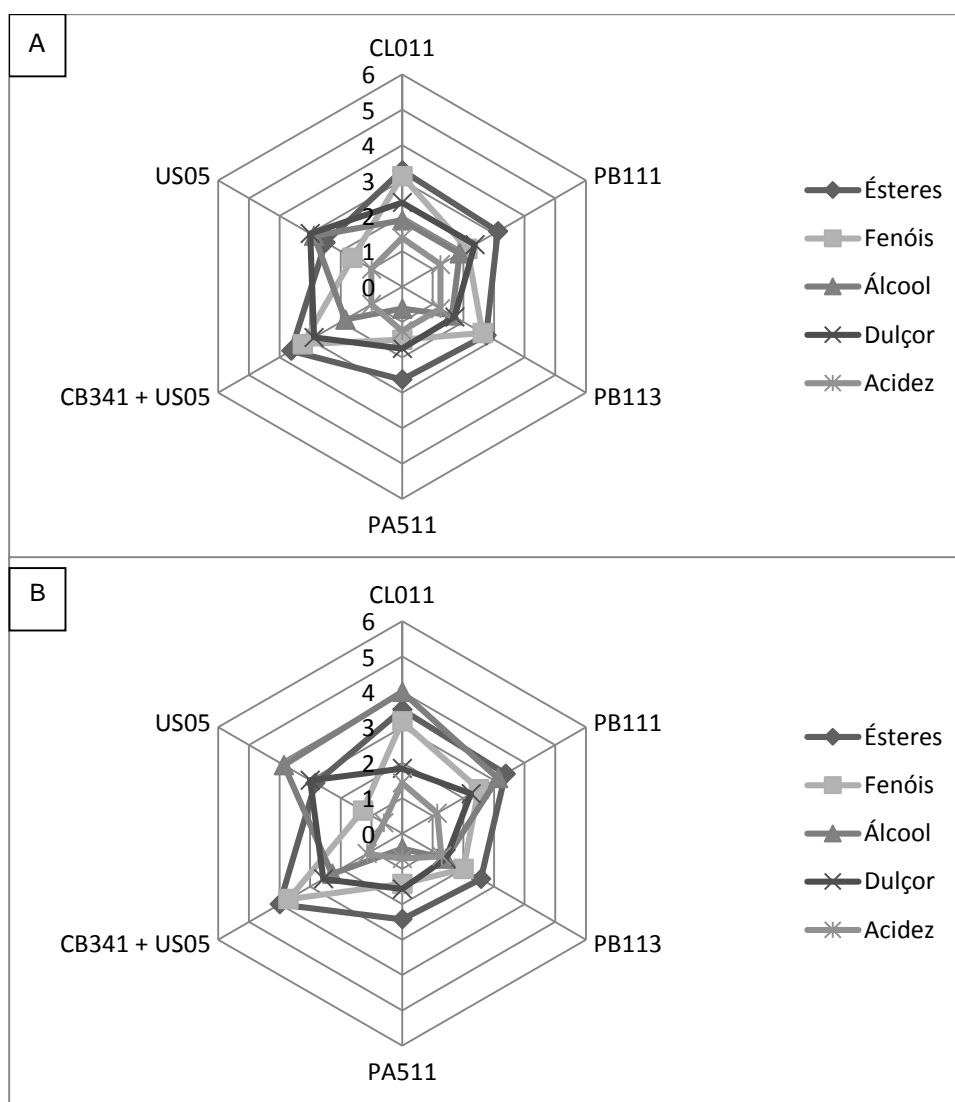 A
CL011
6
5
4
3
2
1
0
US05
PB111
CB341 + US05
PB113
PA511
Ésteres
Fenóis
Álcool
Dulçor
Acidez
B
CL011
6
5
4
3
2
1
0
US05
PB111
CB341 + US05
PB113
PA511
Ésteres
Fenóis
Álcool
Dulçor
Acidez